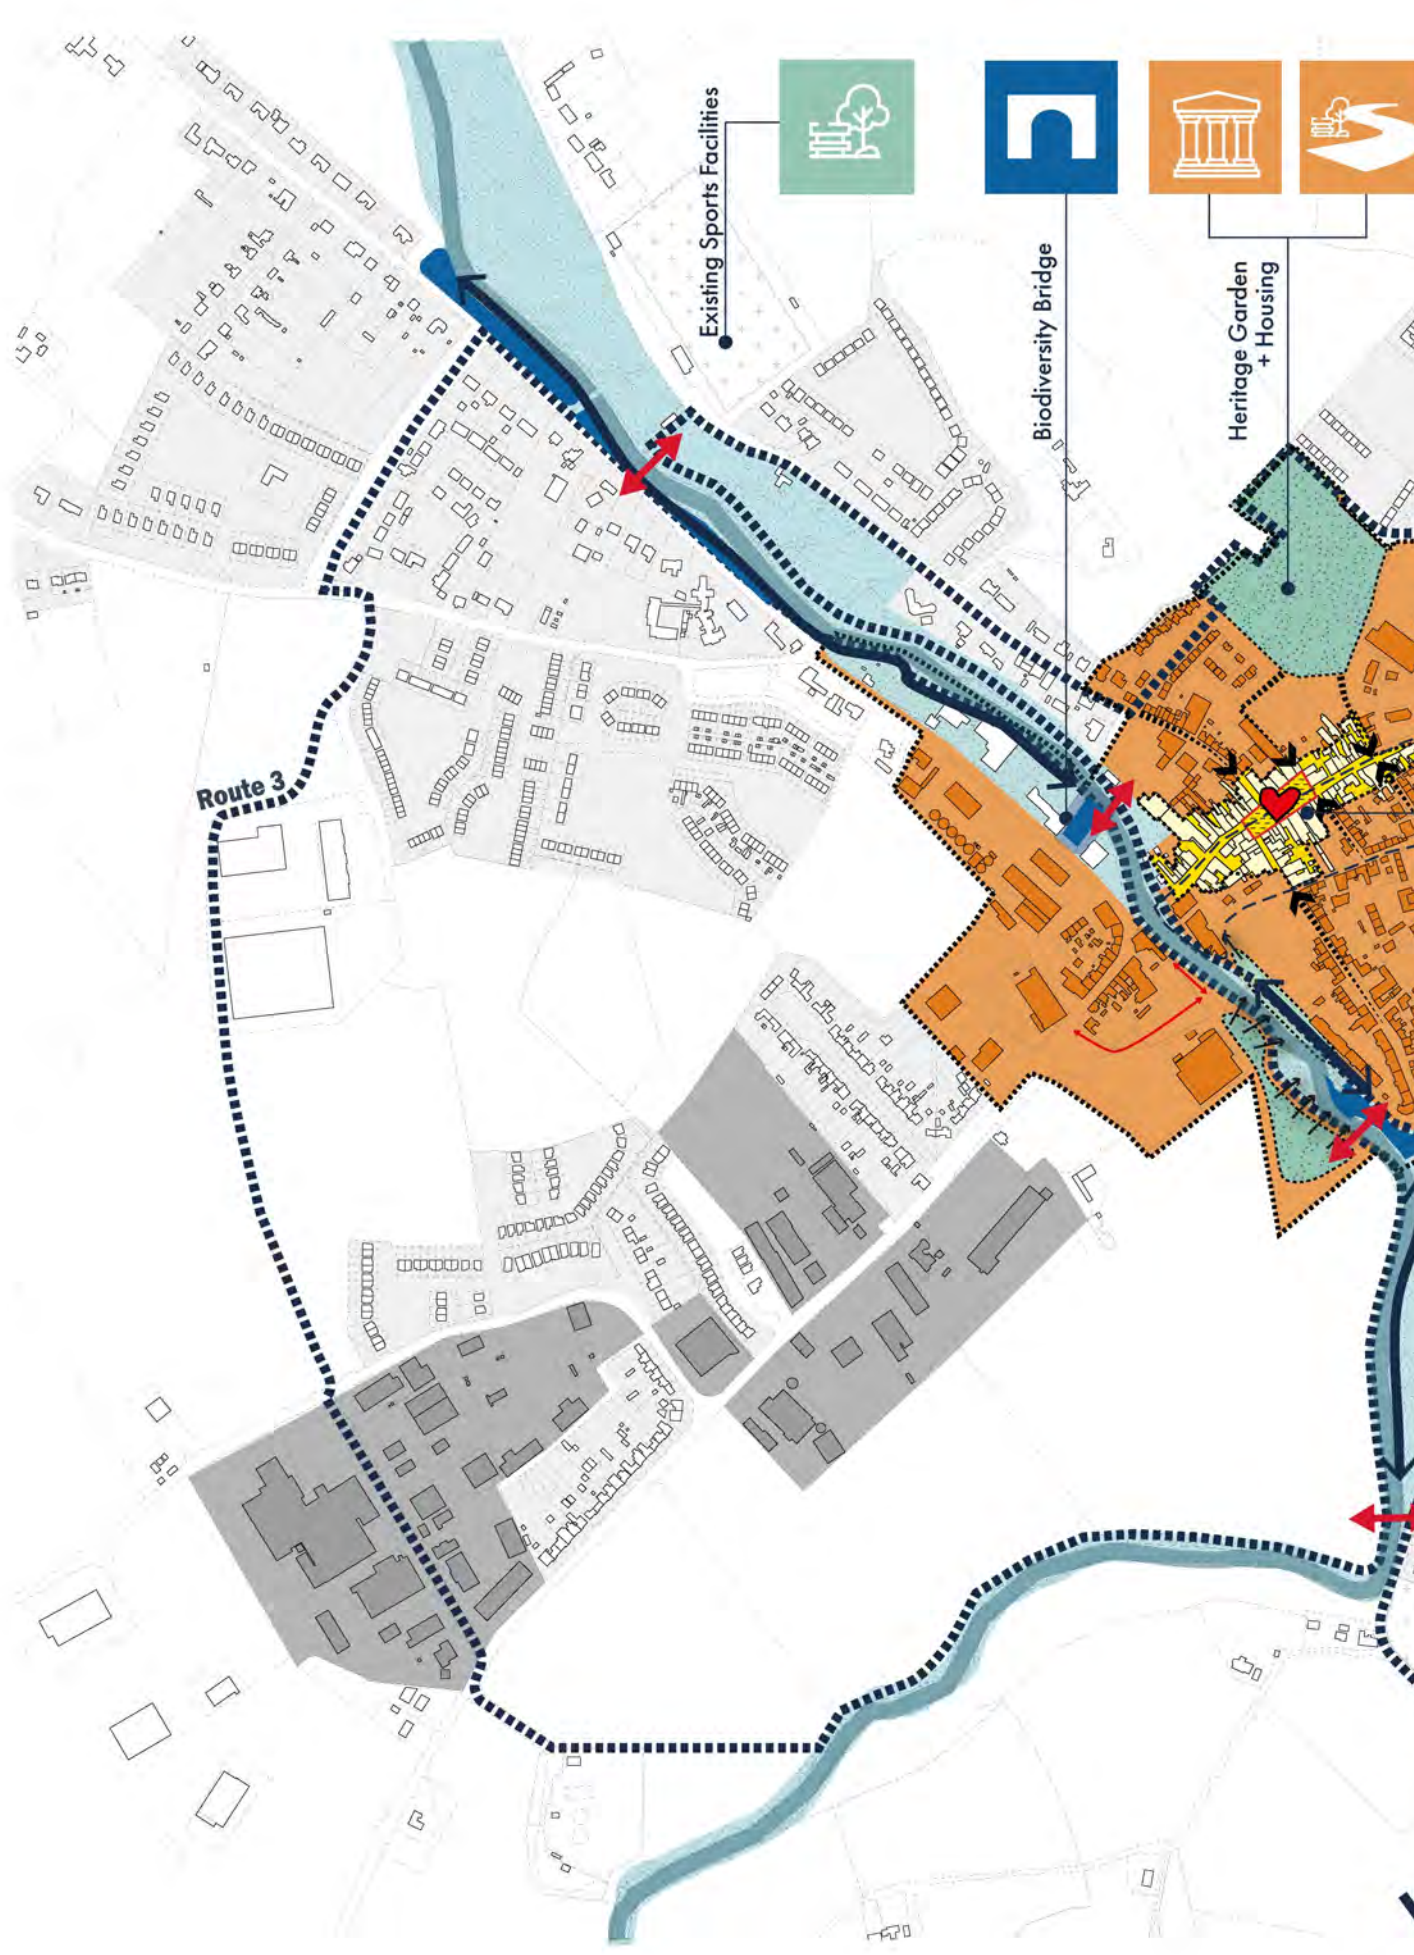 Existing Sports Facilities
Biodiversity Bridge
Heritage Garden
+ Housing
Route 3